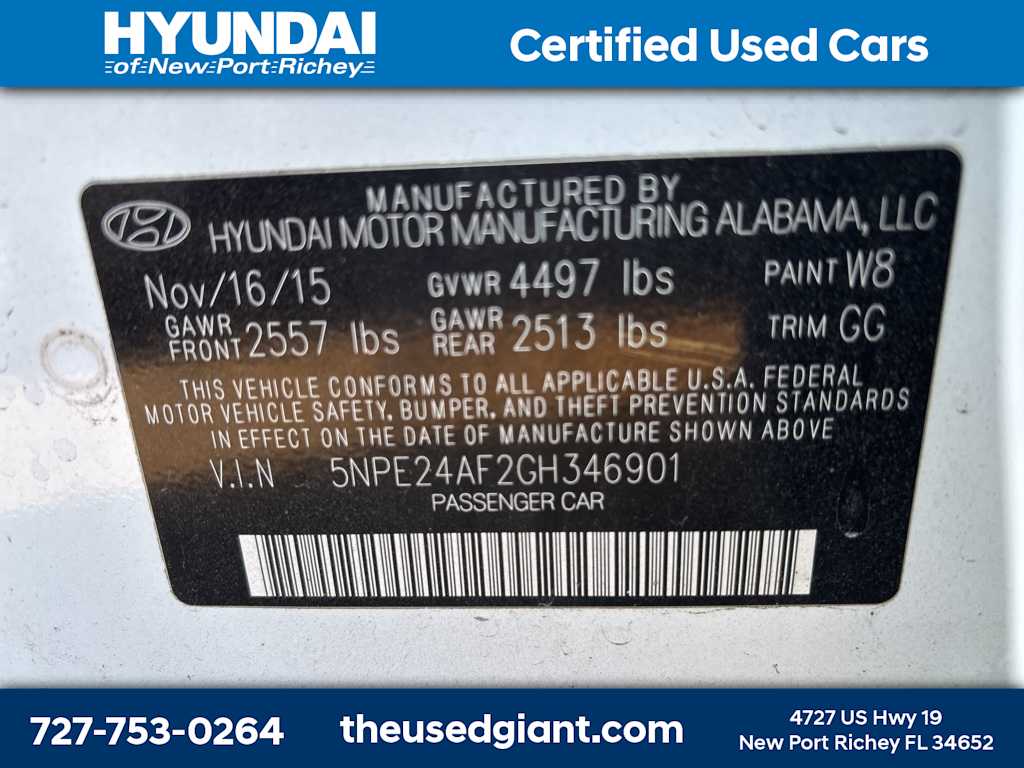 HYUNDAI
of New Port Richey
Certified Used Cars
MANUFACTURED BY
HYUNDAI MOTOR MANUFACTURING ALABAMA, LLC
Nov/16/15 GVWR 4497 lbs PAINT W8
GAWR FRONT 2557 lbs GAWR REAR 2513 lbs TRIM GG
THIS VEHICLE CONFORMS TO ALL APPLICABLE U.S.A. FEDERAL
MOTOR VEHICLE SAFETY, BUMPER, AND THEFT PREVENTION STANDARDS
IN EFFECT ON THE DATE OF MANUFACTURE SHOWN ABOVE
V.I.N 5NPE24AF2GH346901
PASSENGER CAR
727-753-0264
theusedgiant.com
4727 US Hwy 19
New Port Richey FL 34652